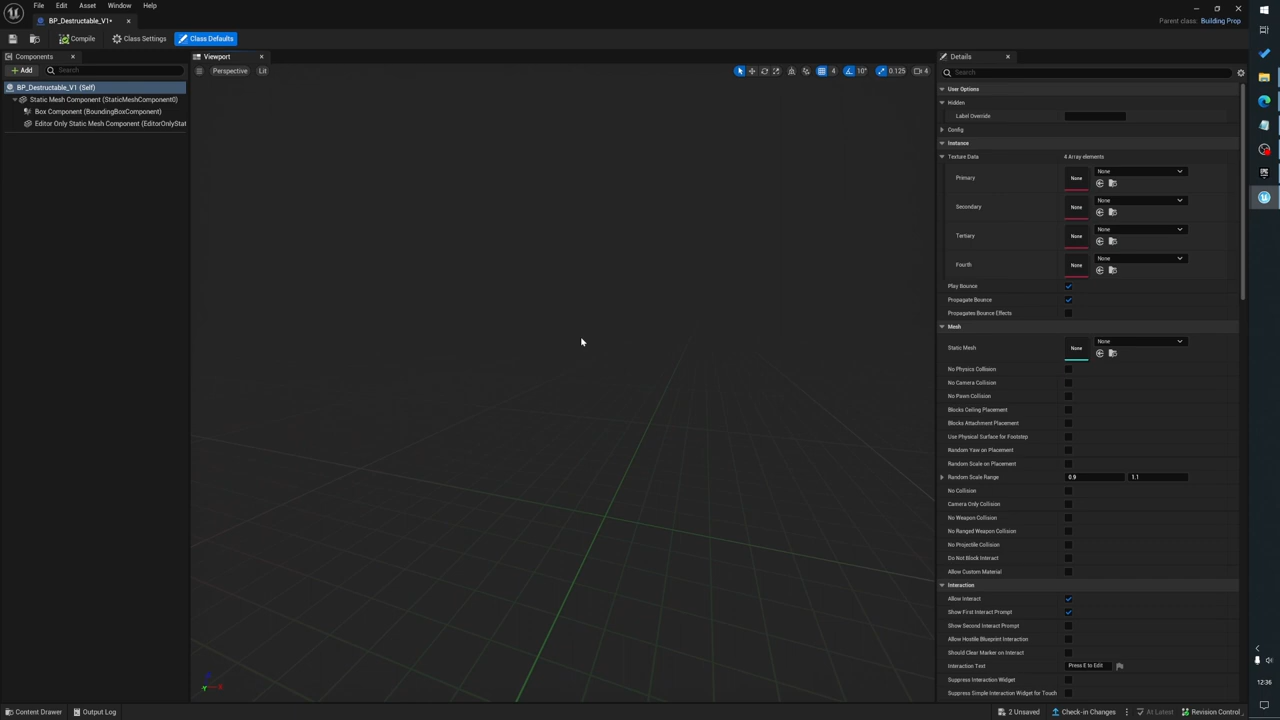 File Edit Asset Window Help
BP_Destructable_V1•
Parent class: Building Prop
Compile Class Settings Class Defaults
Components
Viewport
Details
Add Search
Perspective Lit
4 10° 0.125 4
Search
BP_Destructable_V1 (Self)
Static Mesh Component (StaticMeshComponent0)
Box Component (BoundingBoxComponent)
Editor Only Static Mesh Component (EditorOnlyStat
User Options
Hidden
Label Override
Config
Instance
Texture Data 4 Array elements
Primary None None
Secondary None None
Tertiary None None
Fourth None None
Play Bounce
Propagate Bounce
Propagates Bounce Effects
Mesh
Static Mesh None None
No Physics Collision
No Camera Collision
No Pawn Collision
Blocks Ceiling Placement
Blocks Attachment Placement
Use Physical Surface for Footstep
Random Yaw on Placement
Random Scale on Placement
Random Scale Range 0.9 1.1
No Collision
Camera Only Collision
No Weapon Collision
No Ranged Weapon Collision
No Projectile Collision
Do Not Block Interact
Allow Custom Material
Interaction
Allow Interact
Show First Interact Prompt
Show Second Interact Prompt
Allow Hostile Blueprint Interaction
Should Clear Marker on Interact
Interaction Text Press E to Edit
Suppress Interaction Widget
Suppress Simple Interaction Widget for Touch
12:36
Content Drawer Output Log
2 Unsaved Check-in Changes At Latest Revision Control